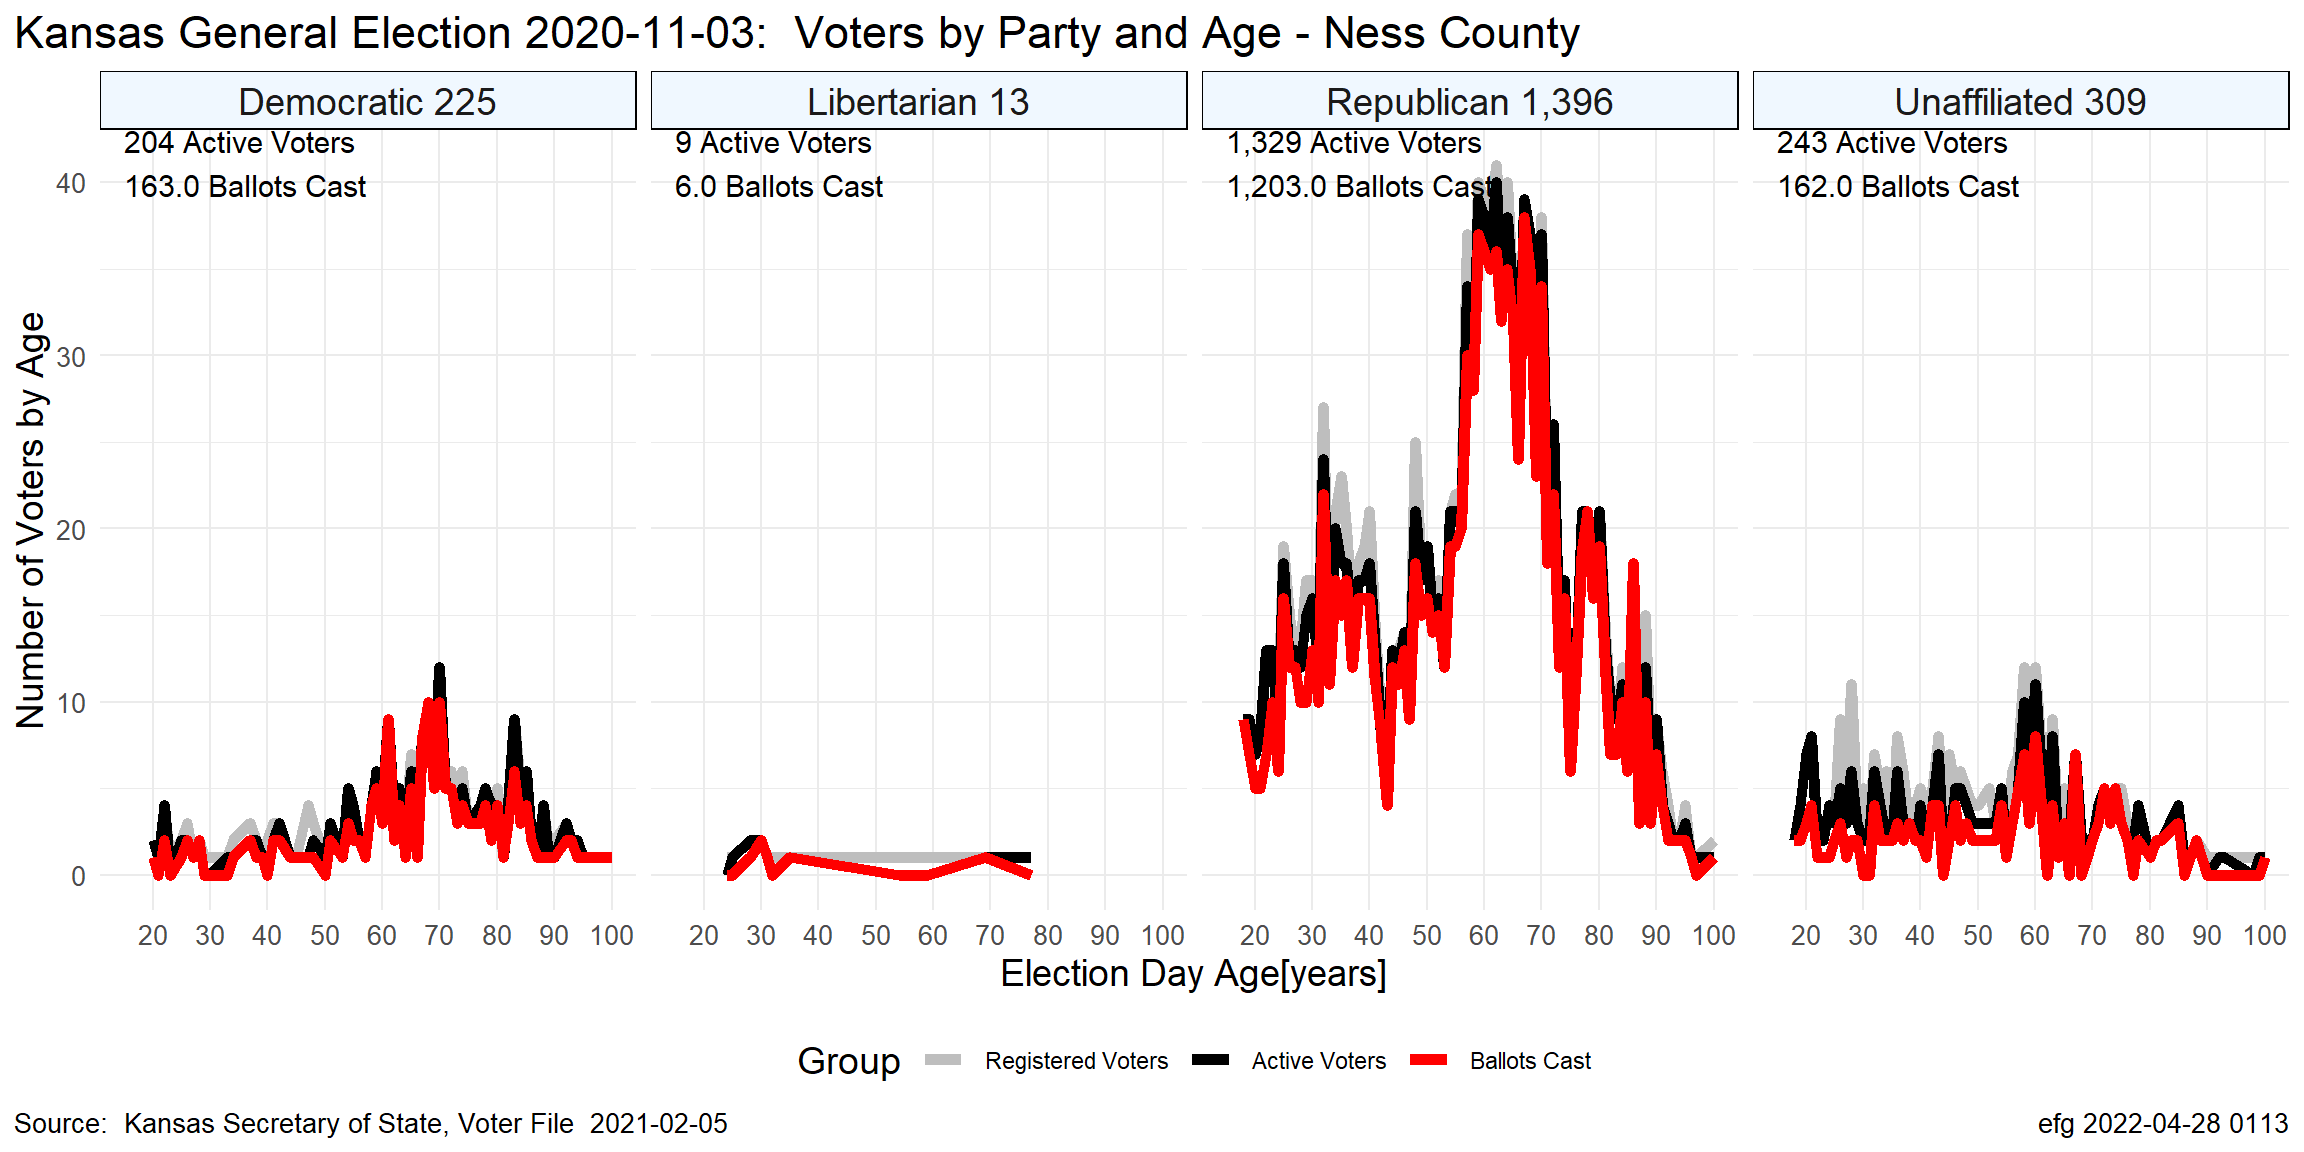 Kansas General Election 2020-11-03:  Voters by Party and Age - Ness County
Democratic 225
Libertarian 13
Republican 1,396
Unaffiliated 309
204 Active Voters
163.0 Ballots Cast
9 Active Voters
6.0 Ballots Cast
1,329 Active Voters
1,203.0 Ballots Cast
243 Active Voters
162.0 Ballots Cast
Number of Voters by Age
40
30
20
10
0
20 30 40 50 60 70 80 90 100
20 30 40 50 60 70 80 90 100
20 30 40 50 60 70 80 90 100
20 30 40 50 60 70 80 90 100
Election Day Age[years]
Group Registered Voters Active Voters Ballots Cast
Source:  Kansas Secretary of State, Voter File  2021-02-05
efg 2022-04-28 0113